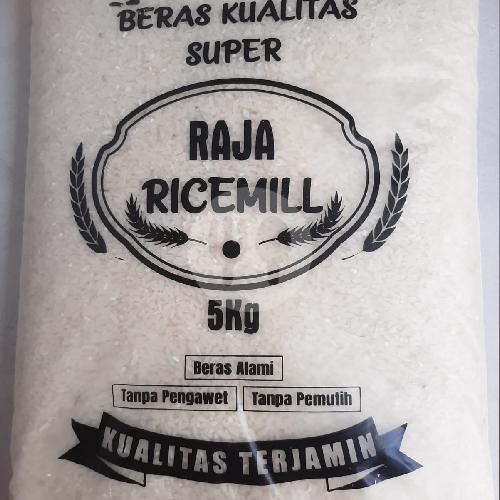 BERAS KUALITAS
SUPER
RAJA
RICEMILL
5Kg
Beras Alami
Tanpa Pengawet
Tanpa Pemutih
KUALITAS TERJAMIN